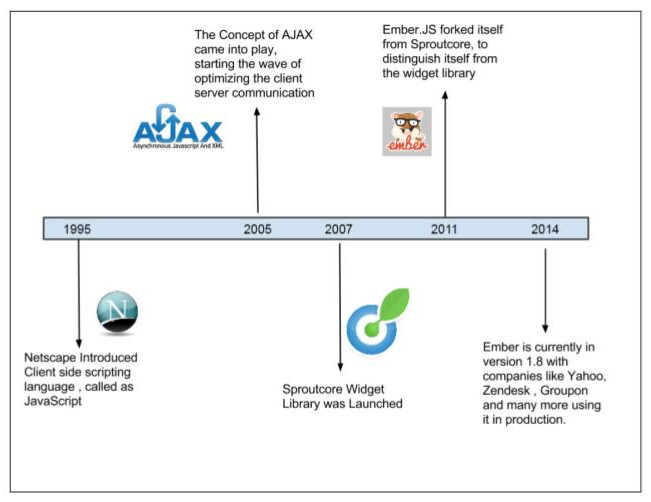 The Concept of AJAX
came into play,
starting the wave of
optimizing the client
server communication
Ember.JS forked itself
from Sproutcore, to
distinguish itself from
the widget library
AJAX
Asynchronous Javascript And XML
ember
1995
2005
2007
2011
2014
N
Netscape Introduced
Client side scripting
language , called as
JavaScript
Sproutcore Widget
Library was Launched
Ember is currently in
version 1.8 with
companies like Yahoo,
Zendesk , Groupon
and many more using
it in production.